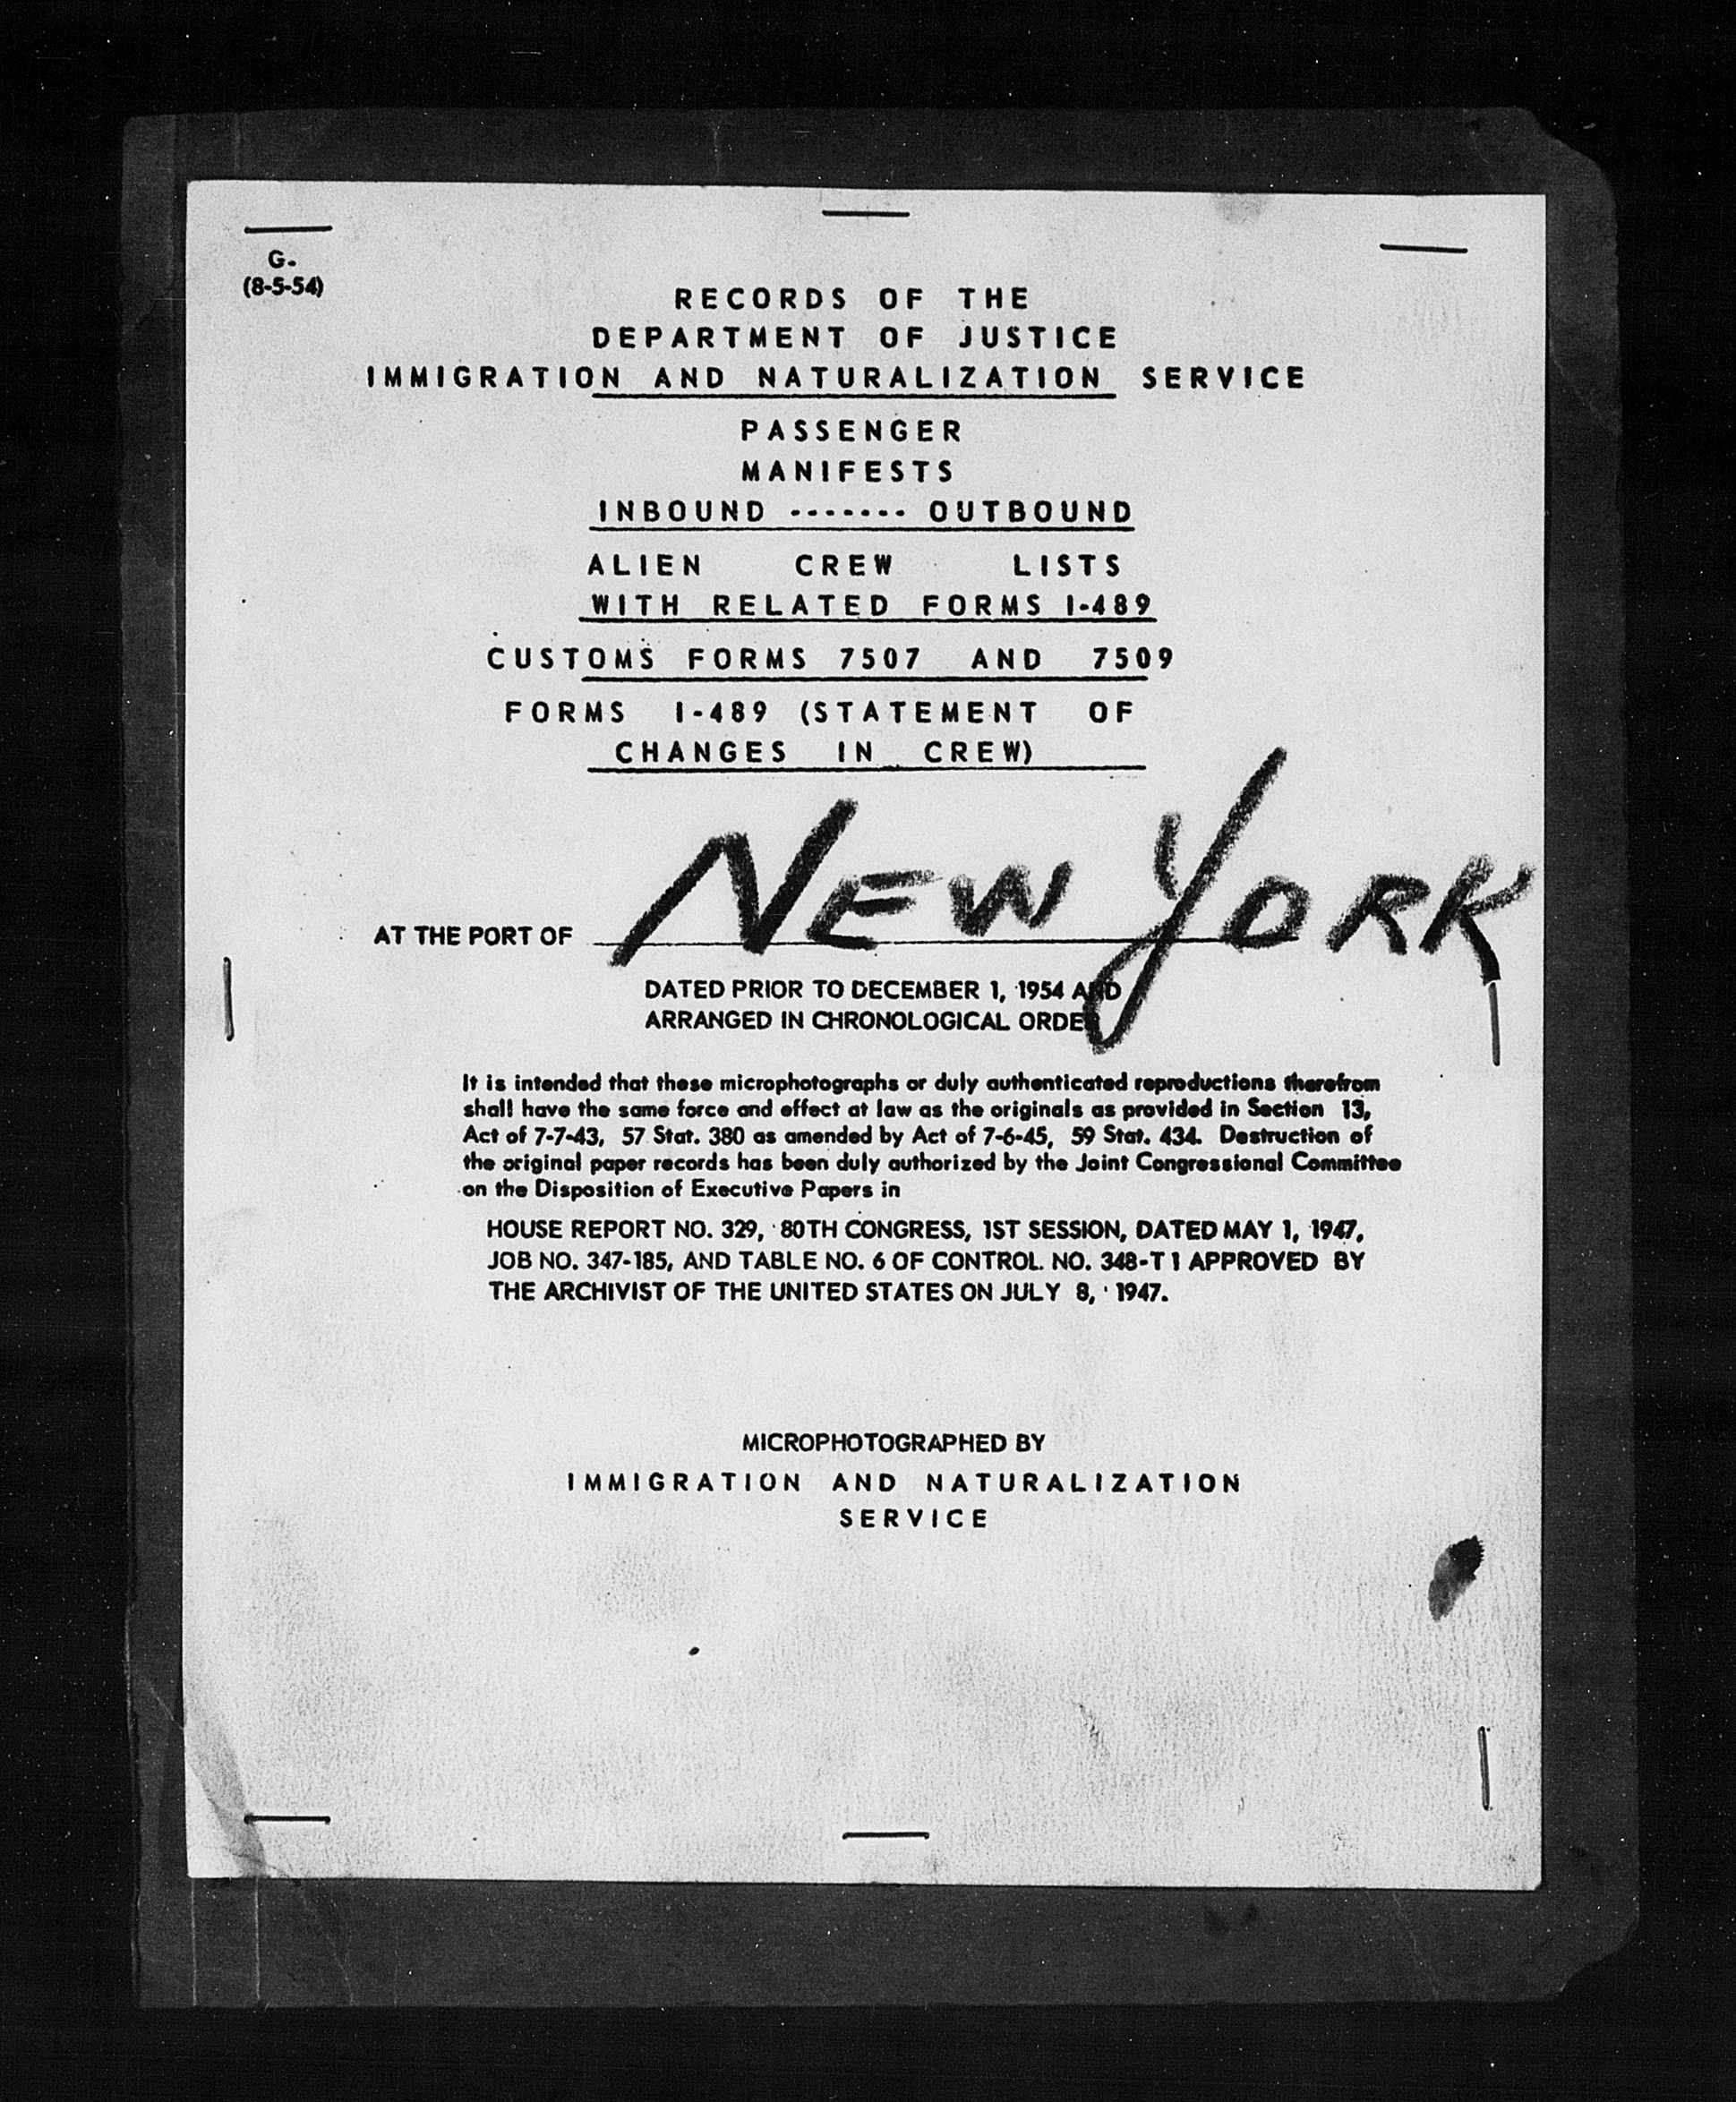 G.
(8-5-54)
RECORDS OF THE
DEPARTMENT OF JUSTICE
IMMIGRATION AND NATURALIZATION SERVICE
PASSENGER
MANIFESTS
INBOUND ------- OUTBOUND
ALIEN CREW LISTS
WITH RELATED FORMS I-489
CUSTOMS FORMS 7507 AND 7509
FORMS I-489 (STATEMENT OF
CHANGES IN CREW)
AT THE PORT OF NEW YORK
DATED PRIOR TO DECEMBER 1, 1954 AND
ARRANGED IN CHRONOLOGICAL ORDER
It is intended that these microphotographs or duly authenticated reproductions therefrom
shall have the same force and effect at law as the originals as provided in Section 13,
Act of 7-7-43, 57 Stat. 380 as amended by Act of 7-6-45, 59 Stat. 434. Destruction of
the original paper records has been duly authorized by the Joint Congressional Committee
on the Disposition of Executive Papers in
HOUSE REPORT NO. 329, 80TH CONGRESS, 1ST SESSION, DATED MAY 1, 1947,
JOB NO. 347-185, AND TABLE NO. 6 OF CONTROL NO. 348-T1 APPROVED BY
THE ARCHIVIST OF THE UNITED STATES ON JULY 8, 1947.
MICROPHOTOGRAPHED BY
IMMIGRATION AND NATURALIZATION
SERVICE